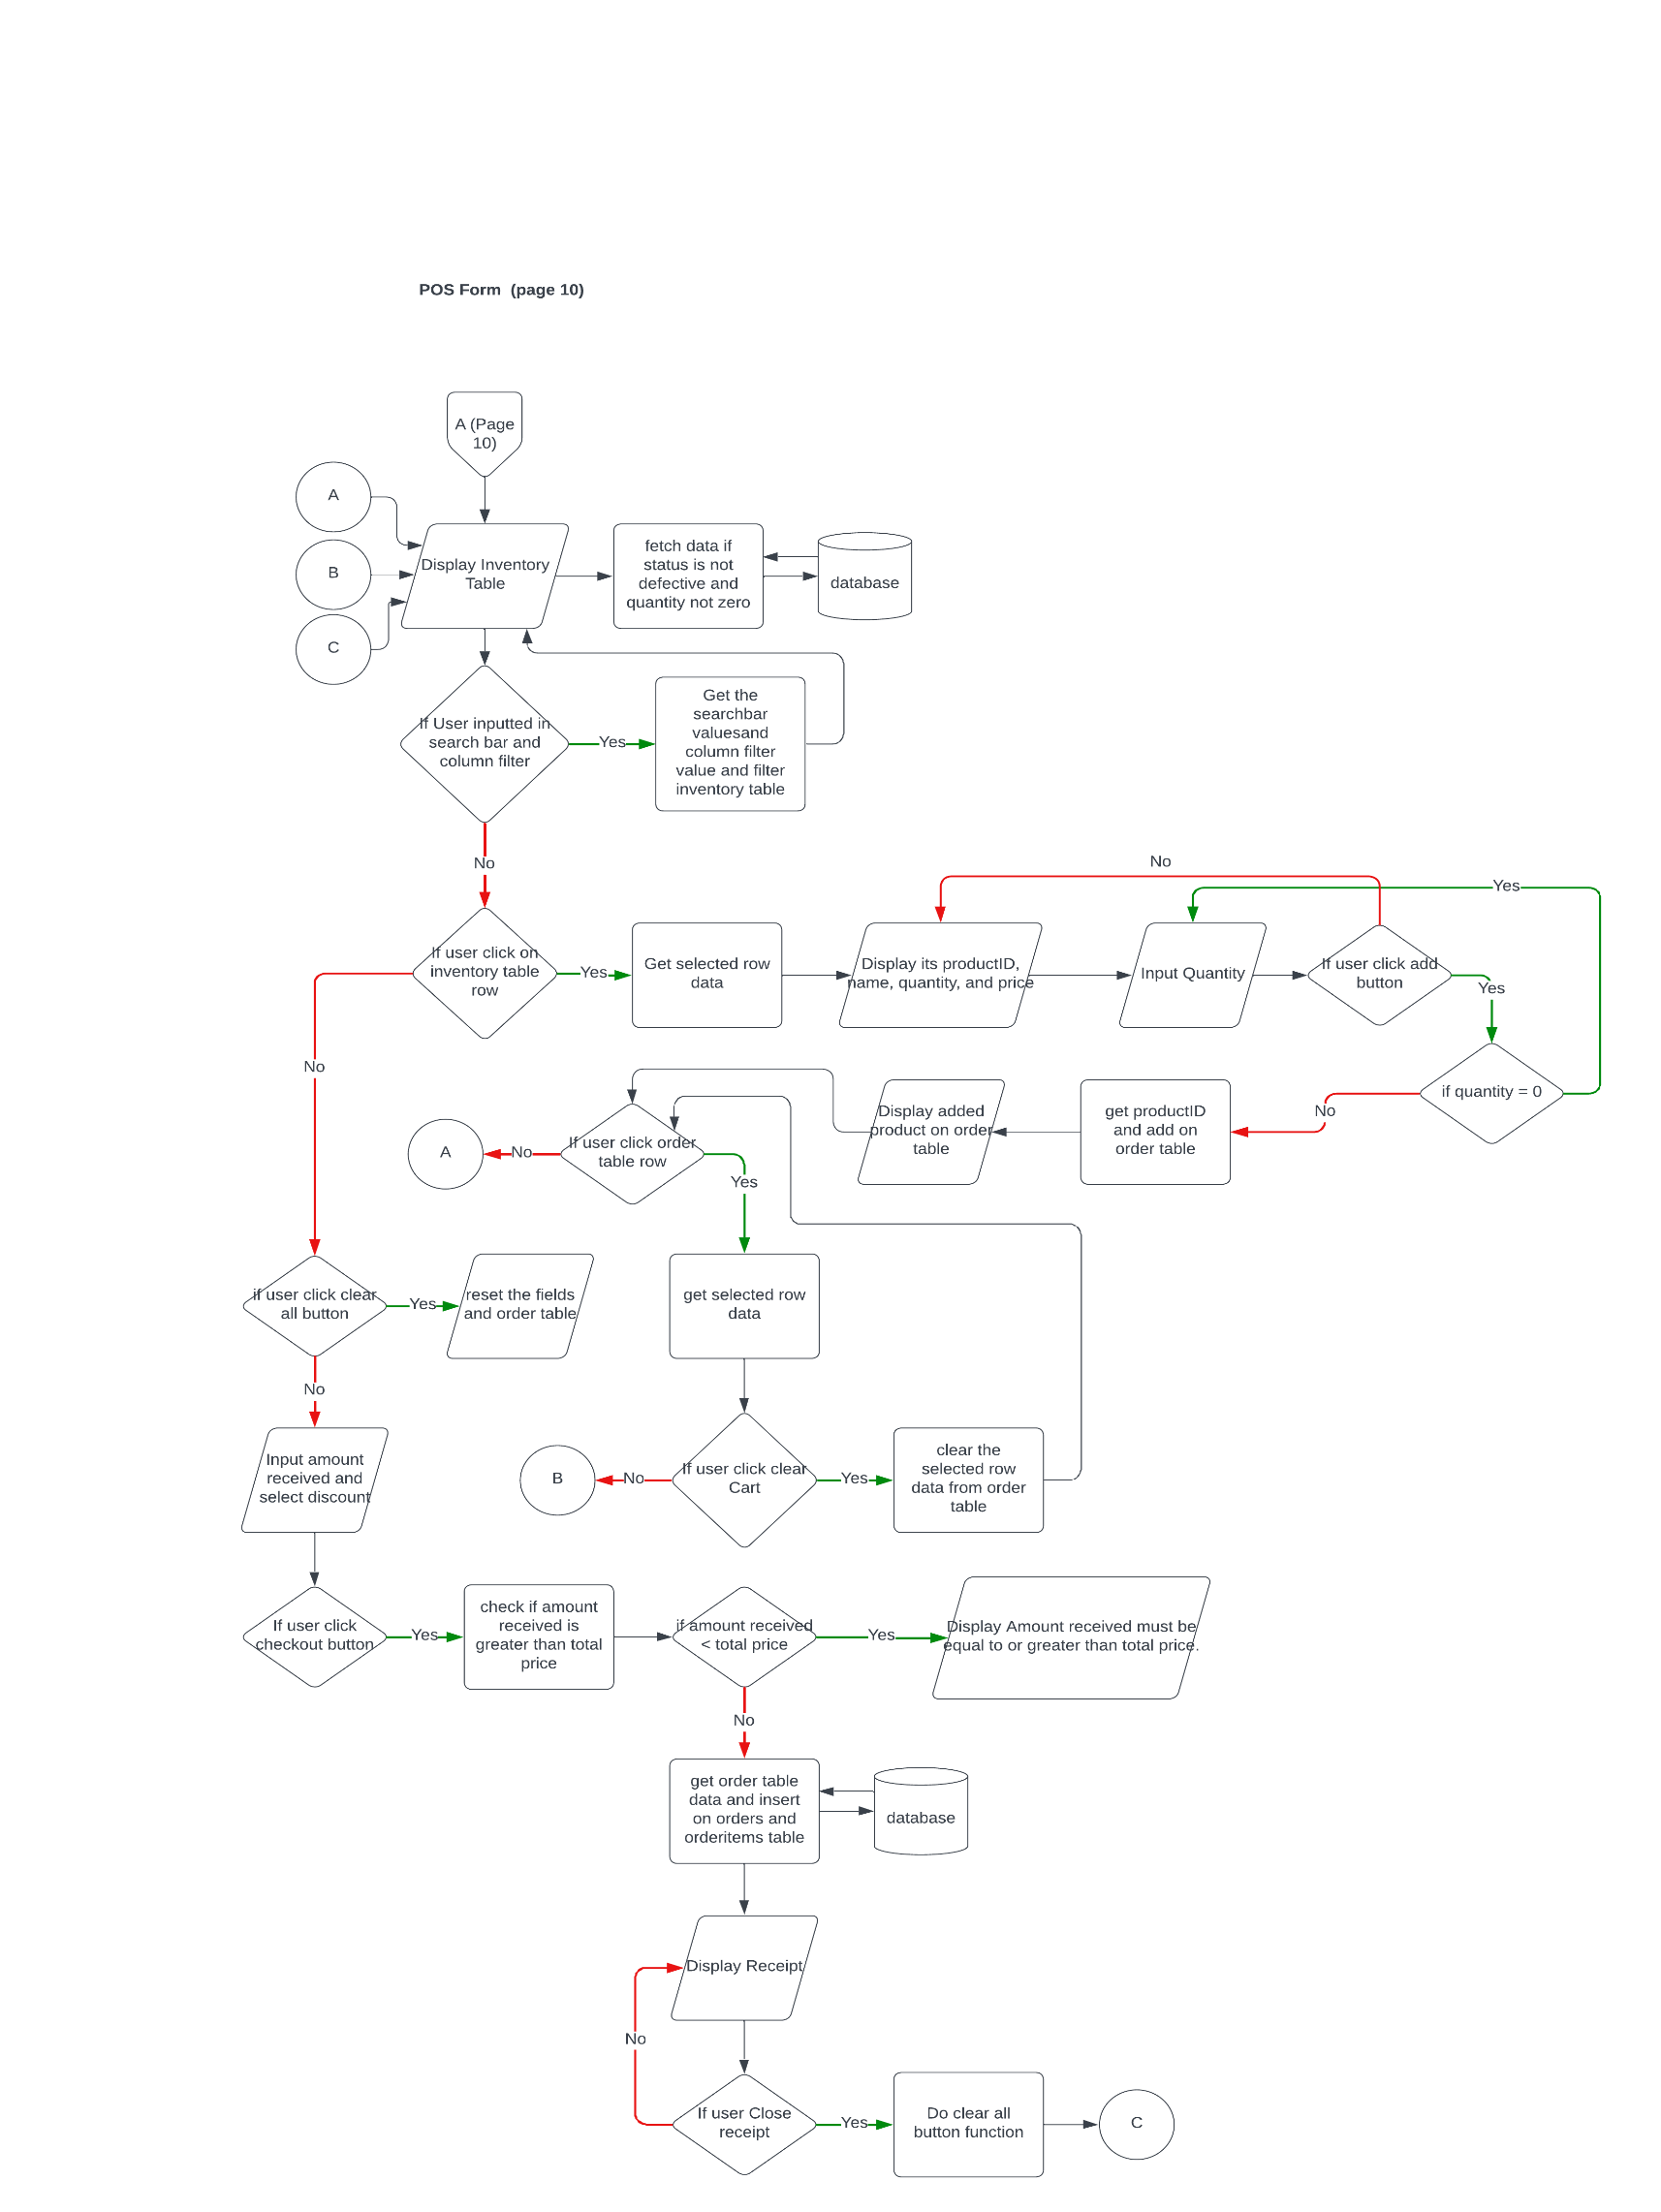 POS Form  (page 10)
A (Page
10)
A
B
C
Display Inventory
Table
fetch data if
status is not
defective and
quantity not zero
database
If User inputted in
search bar and
column filter
Yes
Get the
searchbar
valuesand
column filter
value and filter
inventory table
No
If user click on
inventory table
row
Yes
Get selected row
data
Display its productID,
name, quantity, and price
Input Quantity
If user click add
button
No
Yes
Yes
if quantity = 0
No
get productID
and add on
order table
Display added
product on order
table
If user click order
table row
No
A
Yes
get selected row
data
If user click clear
Cart
No
B
Yes
clear the
selected row
data from order
table
No
if user click clear
all button
Yes
reset the fields
and order table
No
Input amount
received and
select discount
If user click
checkout button
Yes
check if amount
received is
greater than total
price
if amount received
< total price
Yes
Display Amount received must be
equal to or greater than total price.
No
get order table
data and insert
on orders and
orderitems table
database
Display Receipt
No
If user Close
receipt
Yes
Do clear all
button function
C